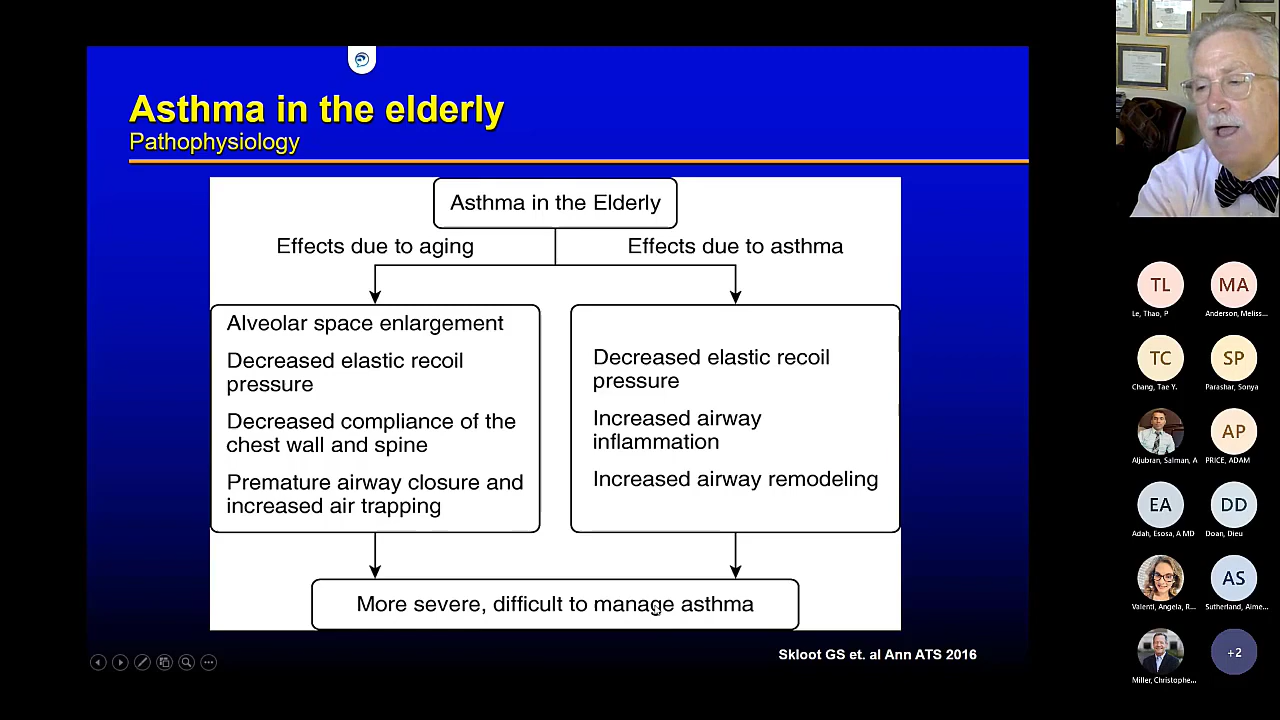 Asthma in the elderly
Pathophysiology
Asthma in the Elderly
Effects due to aging
Effects due to asthma
Alveolar space enlargement
Decreased elastic recoil
pressure
Decreased compliance of the
chest wall and spine
Premature airway closure and
increased air trapping
Decreased elastic recoil
pressure
Increased airway
inflammation
Increased airway remodeling
More severe, difficult to manage asthma
Skloot GS et. al Ann ATS 2016
TL
MA
Le, Thao, P
Anderson, Meliss...
TC
SP
Chang, Tae Y.
Parashar, Sonya
AP
Aljubran, Salman, A
PRICE, ADAM
EA
DD
Adah, Esosa, A MD
Doan, Dieu
AS
Valenti, Angela, R...
Sutherland, Aime...
+2
Miller, Christophe...